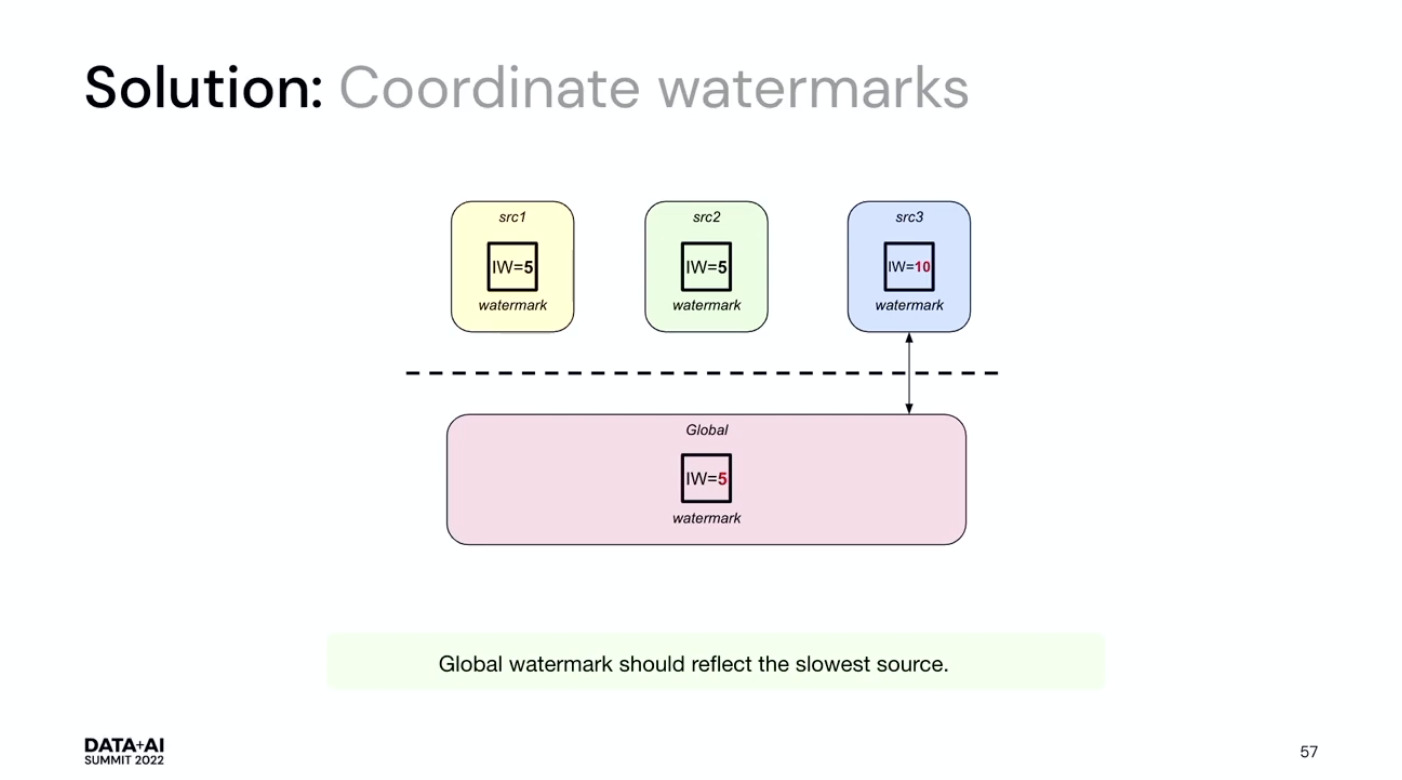 Solution: Coordinate watermarks
src1
IW=5
watermark
src2
IW=5
watermark
src3
IW=10
watermark
Global
IW=5
watermark
Global watermark should reflect the slowest source.
DATA+AI
SUMMIT 2022
57